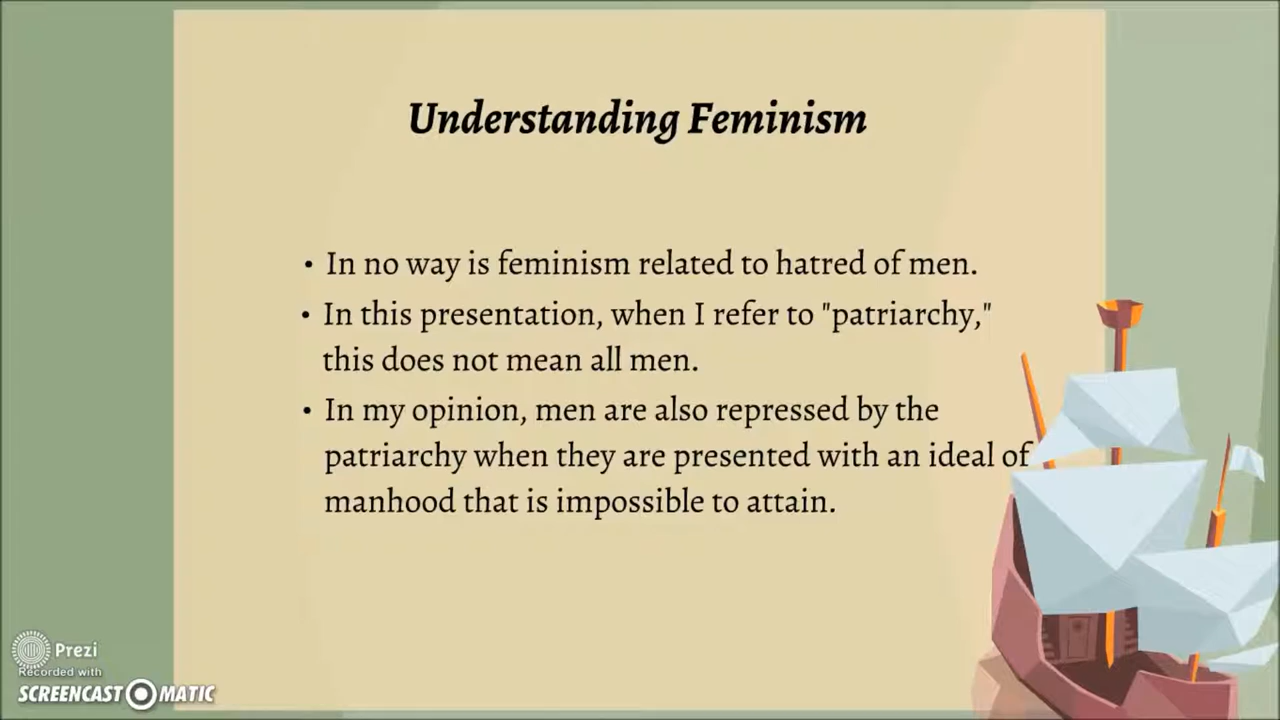 Understanding Feminism
• In no way is feminism related to hatred of men.
• In this presentation, when I refer to "patriarchy,"
this does not mean all men.
• In my opinion, men are also repressed by the
patriarchy when they are presented with an ideal of
manhood that is impossible to attain.
Prezi
Recorded with
SCREENCAST MATIC